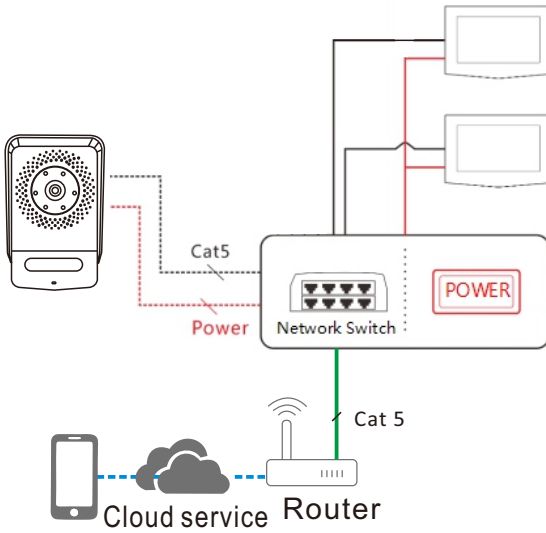 Cat5
POWER
Power
Network Switch
Cat 5
Cloud service
Router